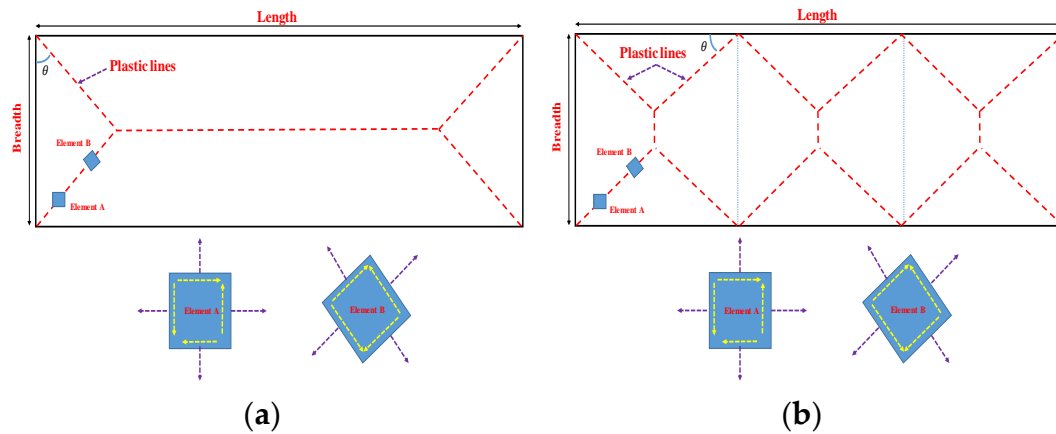 Length
θ
Plastic lines
Breadth
Element B
Element A
Element A
Element B
(a)
Length
θ
Plastic lines
Breadth
Element B
Element A
Element A
Element B
(b)